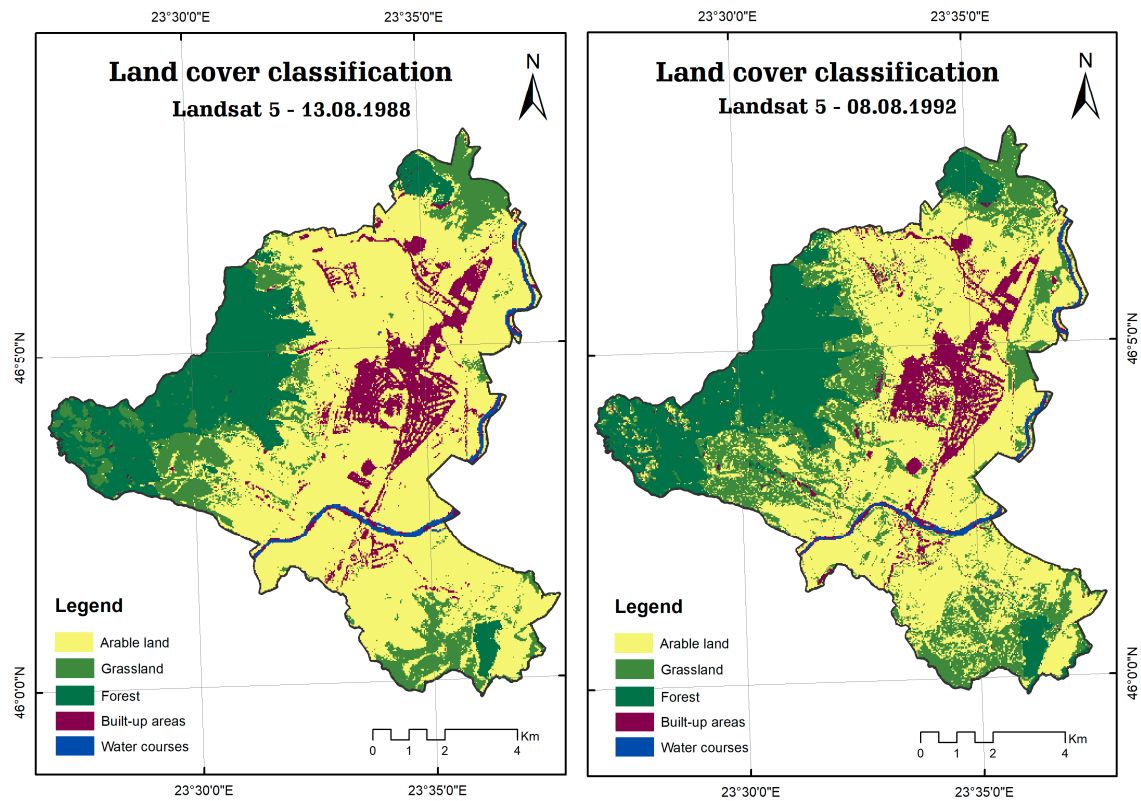 23°30'0"E
23°35'0"E
Land cover classification
Landsat 5 - 13.08.1988
N
46°5'0"N
46°0'0"N
Legend
Arable land
Grassland
Forest
Built-up areas
Water courses
Km
0 1 2 4
23°30'0"E
23°35'0"E
23°30'0"E
23°35'0"E
Land cover classification
Landsat 5 - 08.08.1992
N
46°5'0"N
46°0'0"N
Legend
Arable land
Grassland
Forest
Built-up areas
Water courses
Km
0 1 2 4
23°30'0"E
23°35'0"E